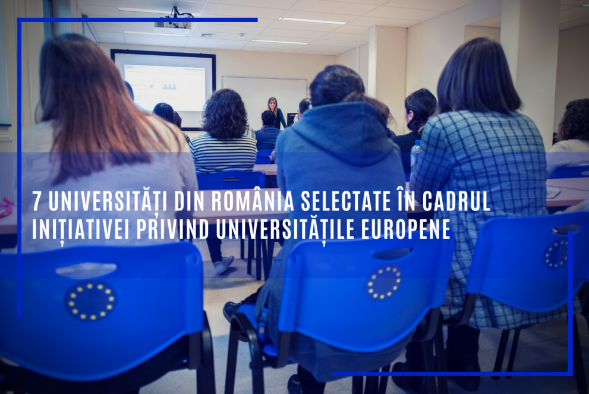 7 UNIVERSITĂȚI DIN ROMÂNIA SELECTATE ÎN CADRUL
INIȚIATIVEI PRIVIND UNIVERSITĂȚILE EUROPENE